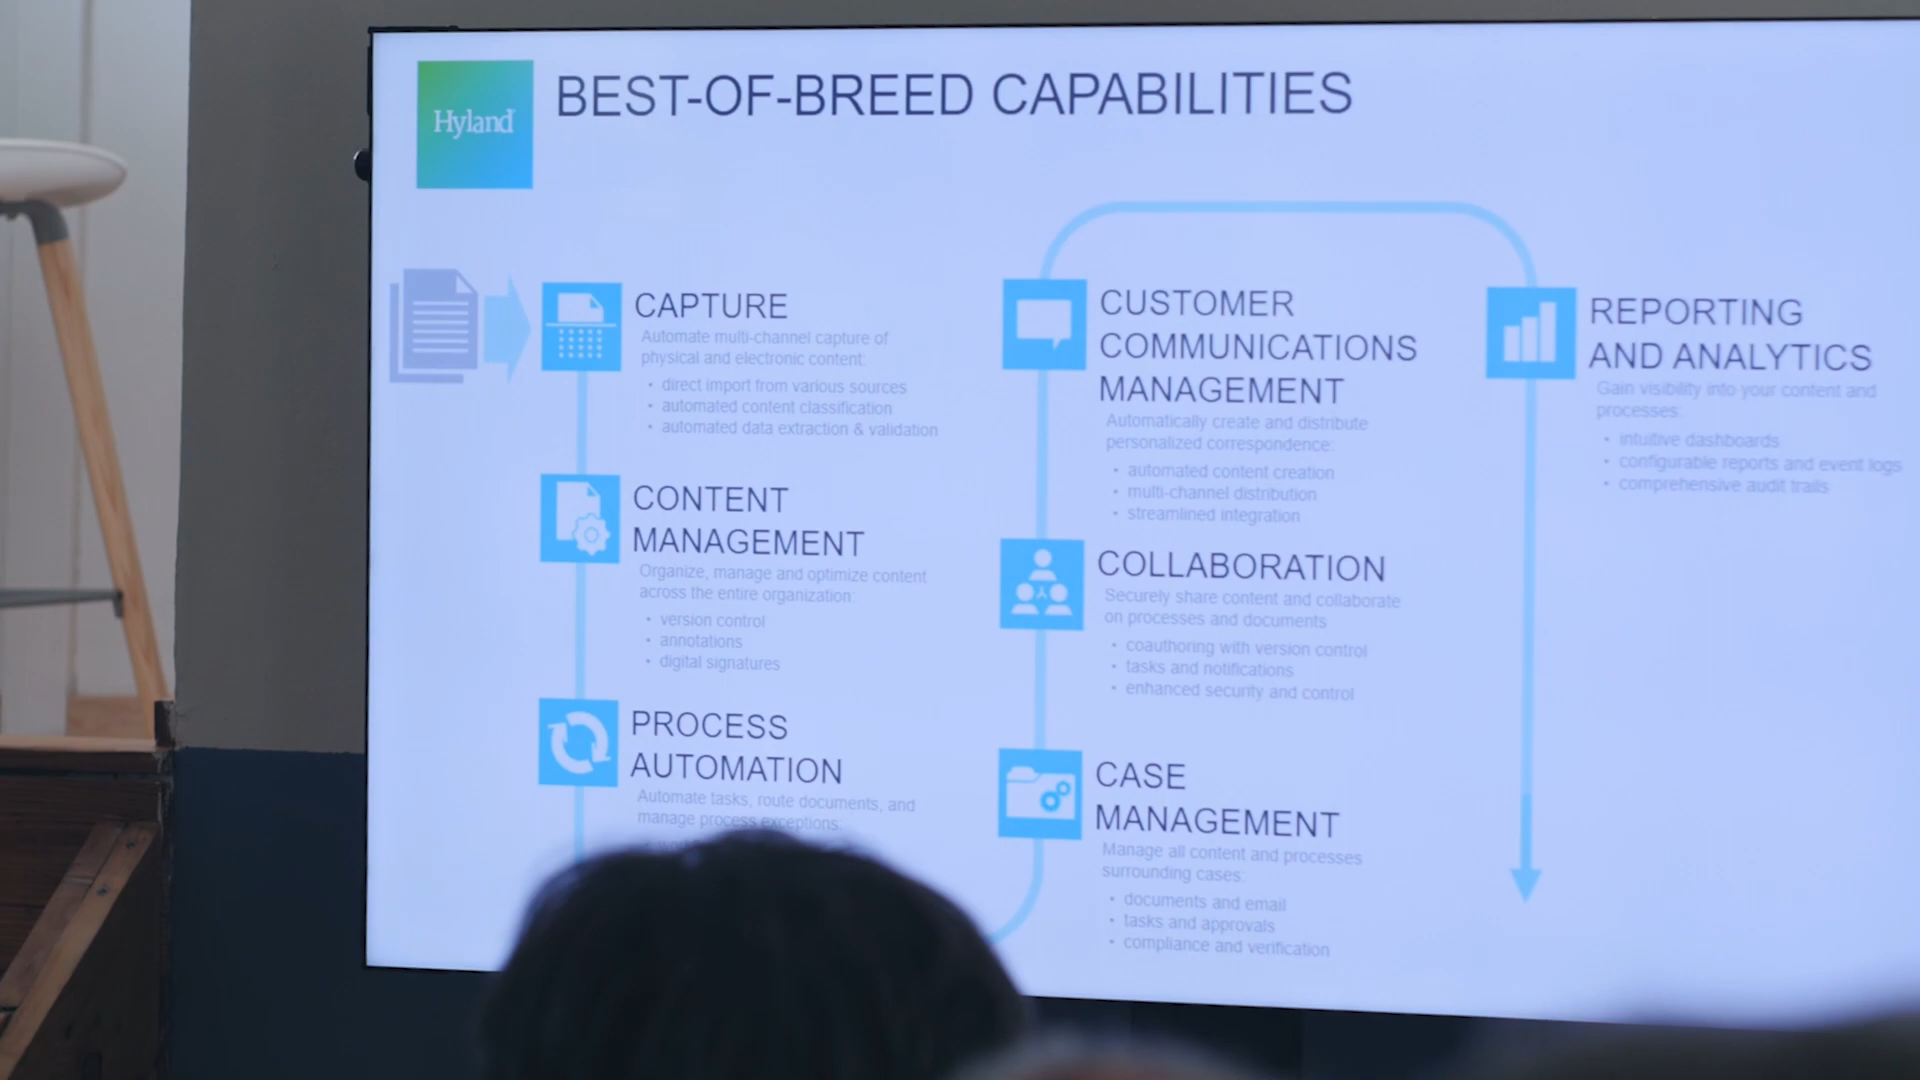 Hyland
BEST-OF-BREED CAPABILITIES
CAPTURE
Automate multi-channel capture of
physical and electronic content:
• direct import from various sources
• automated content classification
• automated data extraction & validation
CONTENT
MANAGEMENT
Organize, manage and optimize content
across the entire organization:
• version control
• annotations
• digital signatures
PROCESS
AUTOMATION
Automate tasks, route documents, and
manage process exceptions:
CUSTOMER
COMMUNICATIONS
MANAGEMENT
Automatically create and distribute
personalized correspondence:
• automated content creation
• multi-channel distribution
• streamlined integration
COLLABORATION
Securely share content and collaborate
on processes and documents
• coauthoring with version control
• tasks and notifications
• enhanced security and control
CASE
MANAGEMENT
Manage all content and processes
surrounding cases:
• documents and email
• tasks and approvals
• compliance and verification
REPORTING
AND ANALYTICS
Gain visibility into your content and
processes:
• intuitive dashboards
• configurable reports and event logs
• comprehensive audit trails